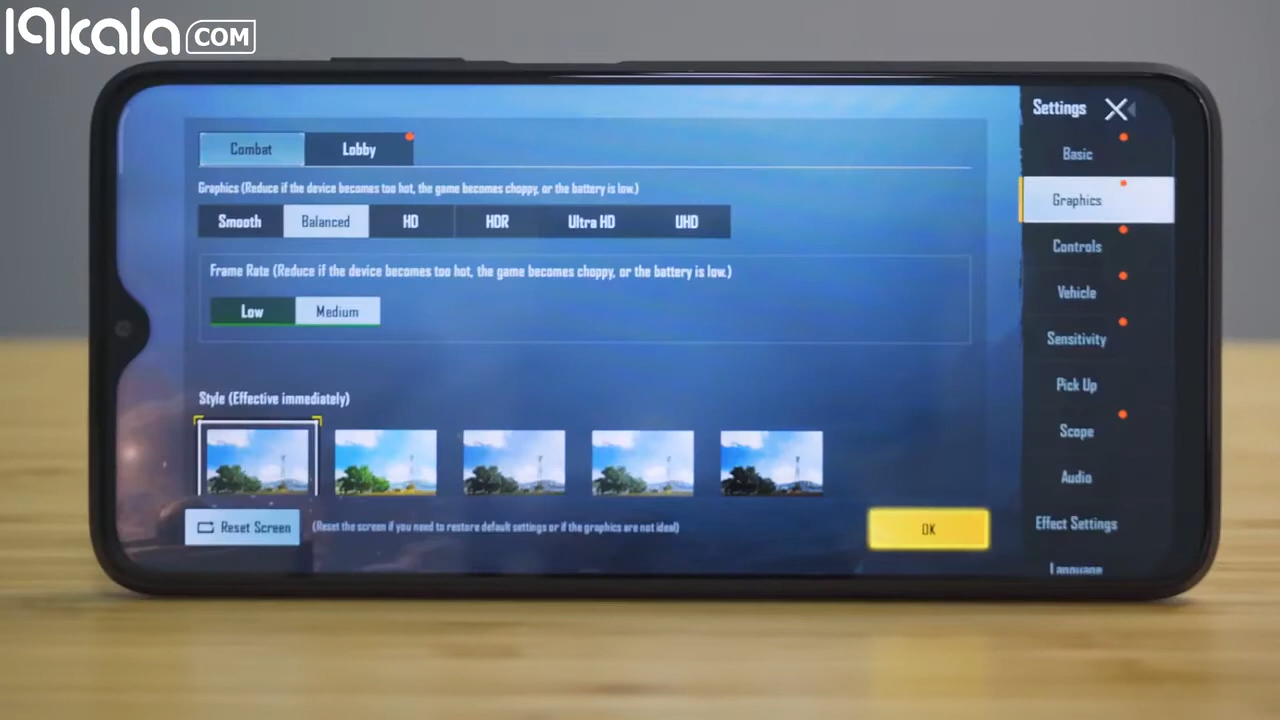 19kala COM
Settings
Combat Lobby
Basic
Graphics (Reduce if the device becomes too hot, the game becomes choppy, or the battery is low.)
Graphics
Smooth Balanced HD HDR Ultra HD UHD
Controls
Frame Rate (Reduce if the device becomes too hot, the game becomes choppy, or the battery is low.)
Vehicle
Low Medium
Sensitivity
Pick Up
Style (Effective immediately)
Scope
Audio
Reset Screen (Reset the screen if you need to restore default settings or if the graphics are not ideal)
OK
Effect Settings
Language